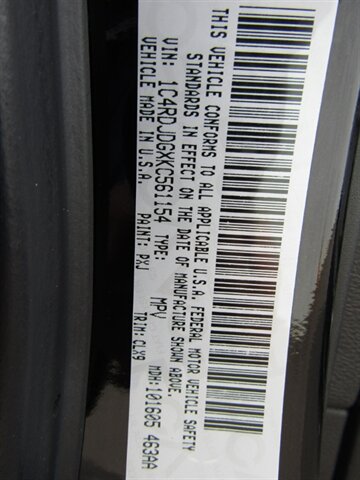 THIS VEHICLE CONFORMS TO ALL APPLICABLE U.S.A. FEDERAL MOTOR VEHICLE SAFETY
STANDARDS IN EFFECT ON THE DATE OF MANUFACTURE SHOWN ABOVE.
VIN: 1C4RDJDGXKC561154 TYPE: MPV MDH:101605 463AA
VEHICLE MADE IN U.S.A. PAINT: PXJ TRIM:CLX9